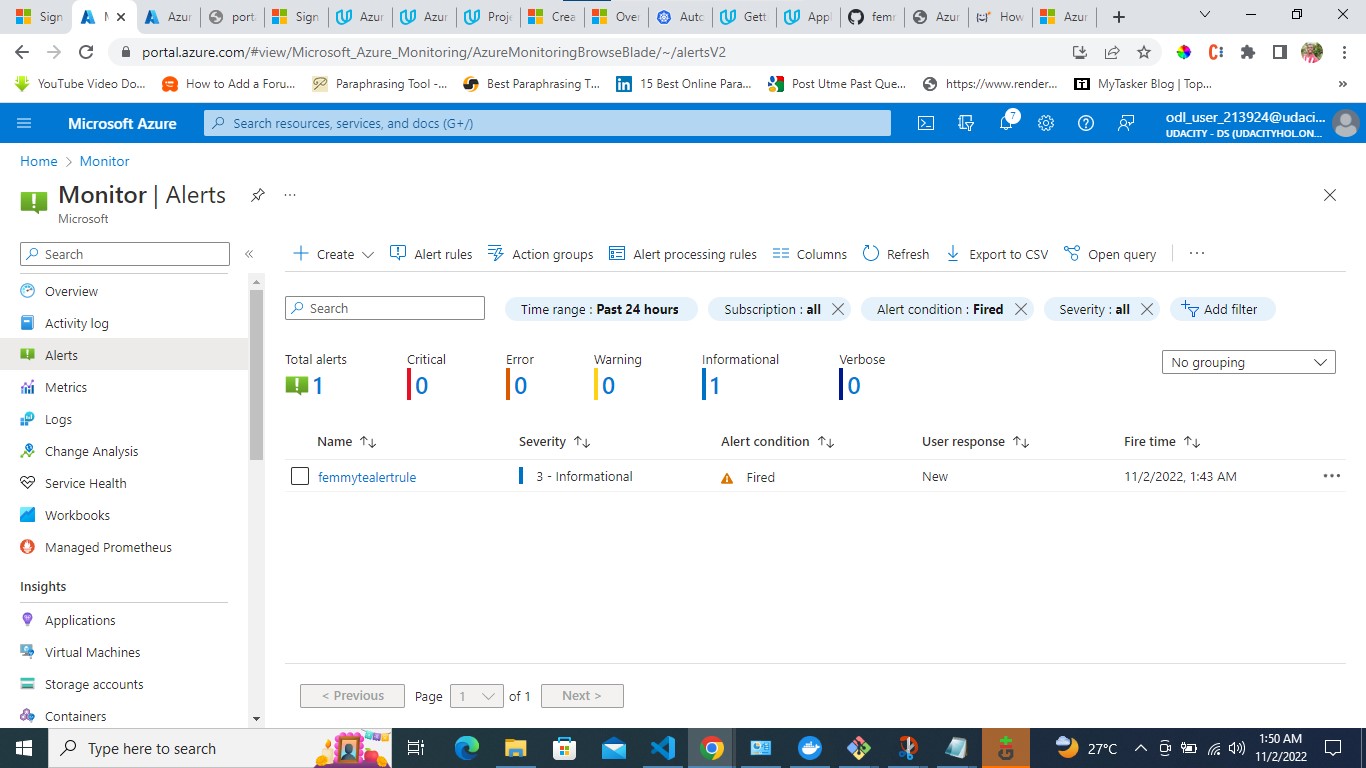 Sign
M
Azur
porta
Sign
Azur
Azur
Proje
Crea
Over
Auto
Gett
Appl
femr
Azur
How
Azur
portal.azure.com/#view/Microsoft_Azure_Monitoring/AzureMonitoringBrowseBlade/~/alertsV2
YouTube Video Do...
How to Add a Foru...
Paraphrasing Tool -...
Best Paraphrasing T...
15 Best Online Para...
Post Utme Past Que...
https://www.render...
MyTasker Blog | Top...
»
Microsoft Azure
Search resources, services, and docs (G+/)
7
odl_user_213924@udaci...
UDACITY - DS (UDACITYHOL.ON...
Home > Monitor
Monitor | Alerts
...
Microsoft
Search
«
Create
Alert rules
Action groups
Alert processing rules
Columns
Refresh
Export to CSV
Open query
...
Overview
Activity log
Alerts
Metrics
Logs
Change Analysis
Service Health
Workbooks
Managed Prometheus
Insights
Applications
Virtual Machines
Storage accounts
Containers
Search
Time range : Past 24 hours
Subscription : all
Alert condition : Fired
Severity : all
Add filter
Total alerts
1
Critical
0
Error
0
Warning
0
Informational
1
Verbose
0
No grouping
Name ↑↓
Severity ↑↓
Alert condition ↑↓
User response ↑↓
Fire time ↑↓
femmytealertrule
3 - Informational
Fired
New
11/2/2022, 1:43 AM
...
< Previous
Page
1
of 1
Next >
Type here to search
27°C
1:50 AM
11/2/2022